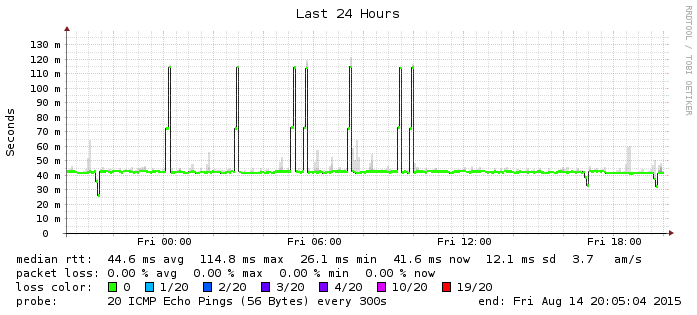 Last 24 Hours
RRDTOOL / TOBI OETIKER
Seconds
130 m
120 m
110 m
100 m
90 m
80 m
70 m
60 m
50 m
40 m
30 m
20 m
10 m
0
Fri 00:00 Fri 06:00 Fri 12:00 Fri 18:00
median rtt: 44.6 ms avg 114.8 ms max 26.1 ms min 41.6 ms now 12.1 ms sd 3.7 am/s
packet loss: 0.00 % avg 0.00 % max 0.00 % min 0.00 % now
loss color: 0 1/20 2/20 3/20 4/20 10/20 19/20
probe: 20 ICMP Echo Pings (56 Bytes) every 300s end: Fri Aug 14 20:05:04 2015